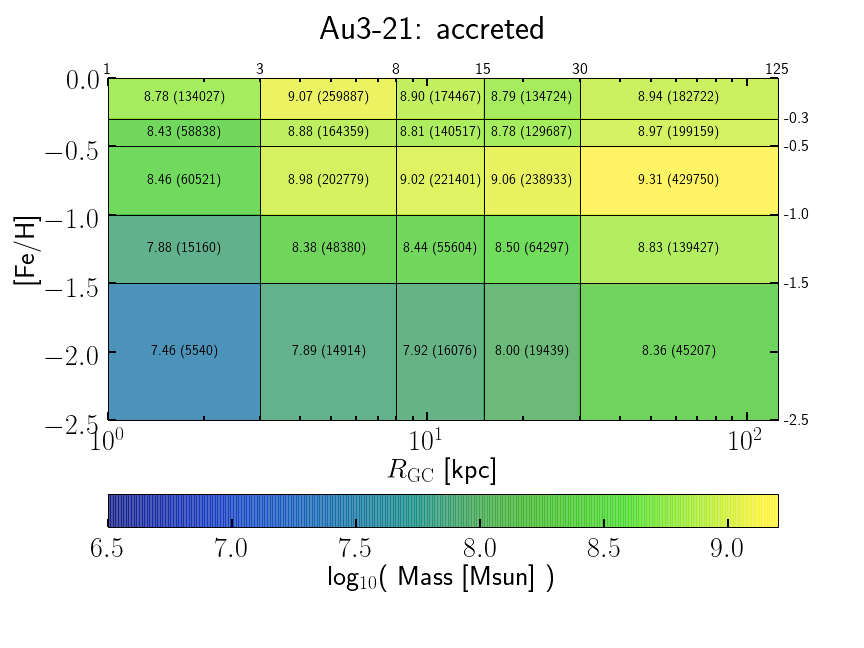 Au3-21: accreted
1 3 8 15 30 125
0.0
8.78 (134027) 9.07 (259887) 8.90 (174467) 8.79 (134724) 8.94 (182722)
-0.3
8.43 (58838) 8.88 (164359) 8.81 (140517) 8.78 (129687) 8.97 (199159)
−0.5 -0.5
8.46 (60521) 8.98 (202779) 9.02 (221401) 9.06 (238933) 9.31 (429750)
−1.0 -1.0
[Fe/H]
7.88 (15160) 8.38 (48380) 8.44 (55604) 8.50 (64297) 8.83 (139427)
−1.5 -1.5
−2.0 7.46 (5540) 7.89 (14914) 7.92 (16076) 8.00 (19439) 8.36 (45207)
−2.5 -2.5
10⁰ 10¹ 10²
R_GC [kpc]
6.5 7.0 7.5 8.0 8.5 9.0
log₁₀( Mass [Msun] )